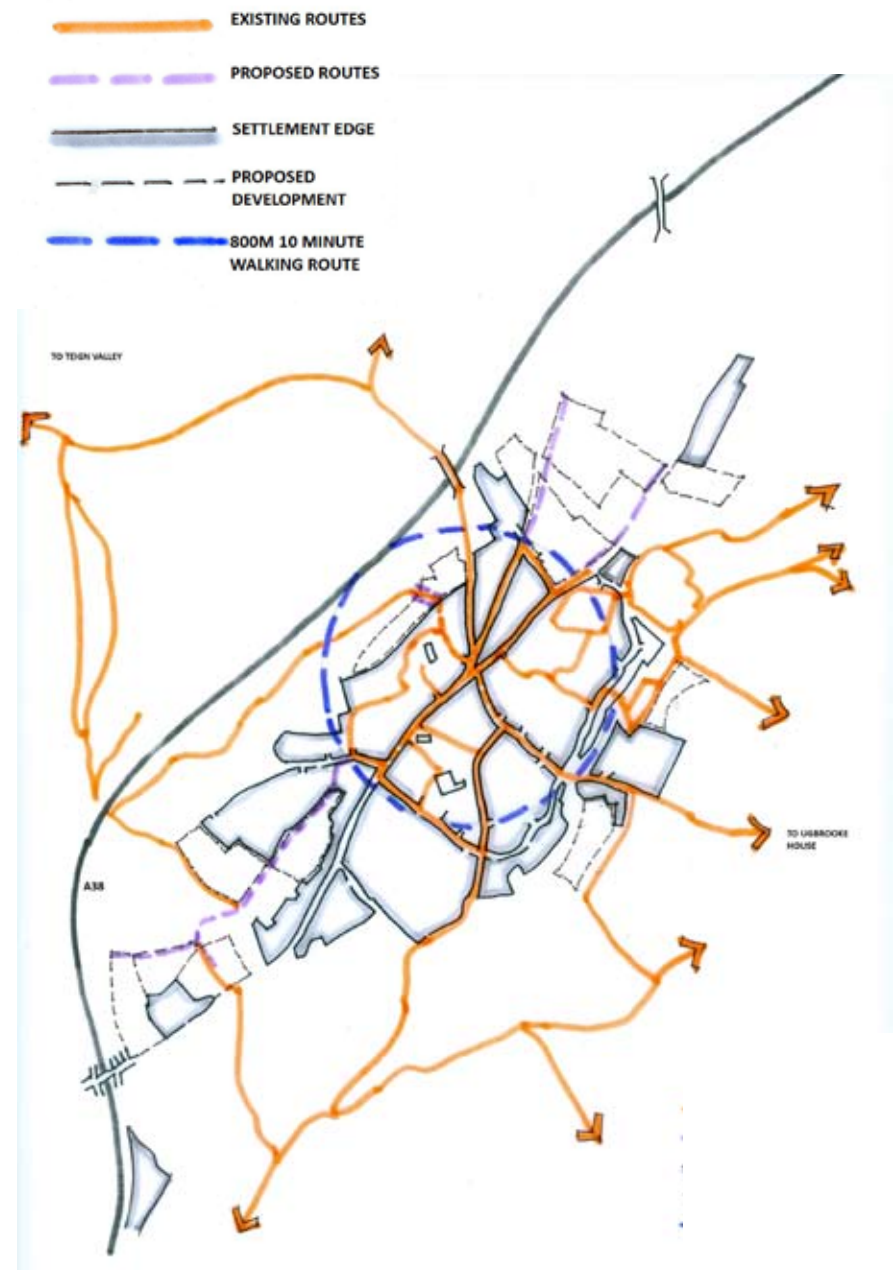 EXISTING ROUTES
PROPOSED ROUTES
SETTLEMENT EDGE
PROPOSED
DEVELOPMENT
800M 10 MINUTE
WALKING ROUTE
TO TEIGN VALLEY
TO UGBROOKE
HOUSE
A38